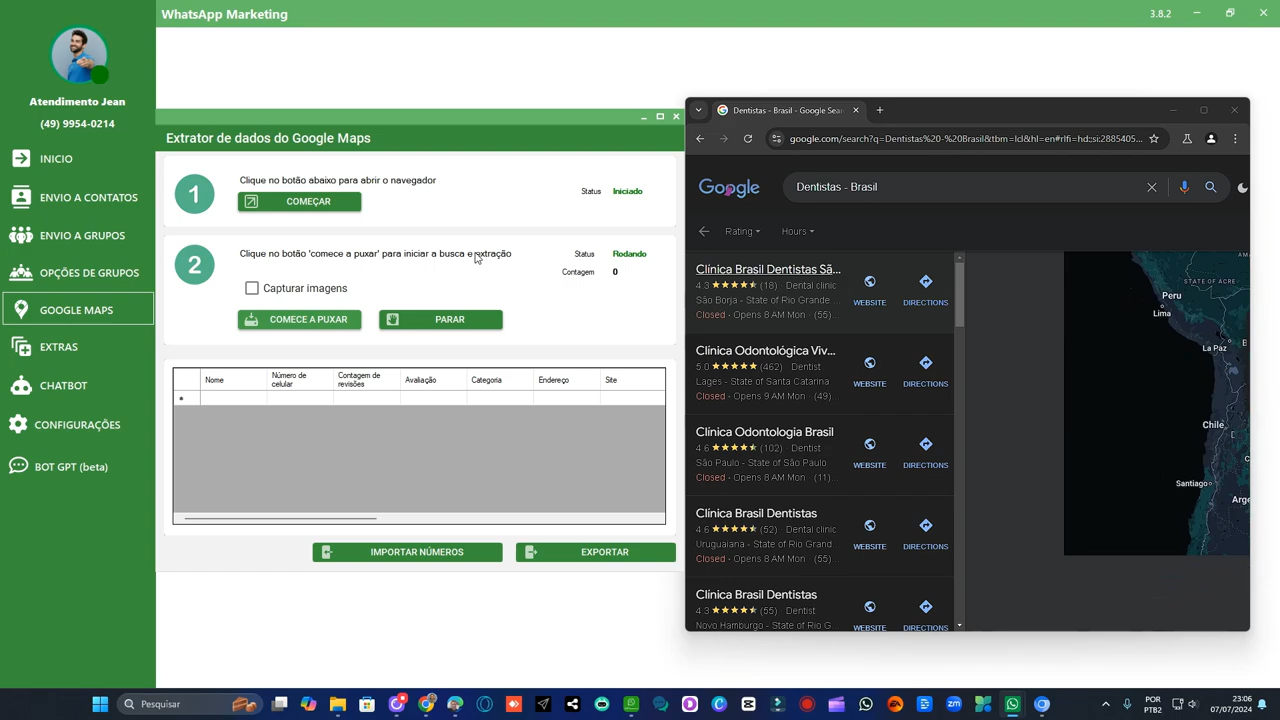 WhatsApp Marketing
3.8.2
Atendimento Jean
(49) 9954-0214
INICIO
ENVIO A CONTATOS
ENVIO A GRUPOS
OPÇÕES DE GRUPOS
GOOGLE MAPS
EXTRAS
CHATBOT
CONFIGURAÇÕES
BOT GPT (beta)
Extrator de dados do Google Maps
1
Clique no botão abaixo para abrir o navegador
COMEÇAR
Status Iniciado
2
Clique no botão 'comece a puxar' para iniciar a busca e extração
Status Rodando
Contagem 0
Capturar imagens
COMECE A PUXAR
PARAR
Nome
Número de
celular
Contagem de
revisões
Avaliação
Categoria
Endereço
Site
IMPORTAR NÚMEROS
EXPORTAR
Dentistas - Brasil - Google Sea
google.com/search?q=Dentistas%20-%20Brasil&tbm=lcl&hl=en#rlfi=hd:;si:2885405...
Google
Dentistas - Brasil
Rating
Hours
Clínica Brasil Dentistas Sã...
4.3 (18) · Dental clinic
São Borja - State of Rio Grande
Closed · Opens 8 AM Mon · (55)...
WEBSITE
DIRECTIONS
Clínica Odontológica Viv...
5.0 (462) · Dentist
Lages - State of Santa Catarina
Closed · Opens 9 AM Mon · (49)
WEBSITE
DIRECTIONS
Clínica Odontologia Brasil
4.6 (102) · Dentist
São Paulo - State of São Paulo
Closed · Opens 8 AM Mon · (11)...
WEBSITE
DIRECTIONS
Clínica Brasil Dentistas
4.6 (52) · Dental clinic
Uruguaiana - State of Rio Grand
Closed · Opens 8 AM Mon · (55)...
WEBSITE
DIRECTIONS
Clínica Brasil Dentistas
4.3 (55) · Dentist
Novo Hamburgo - State of Rio G
WEBSITE
DIRECTIONS
STATE OF ACRE
Peru
Lima
La Paz
Chile
Santiago
Arge
Pesquisar
POR
PTB2
23:06
07/07/2024